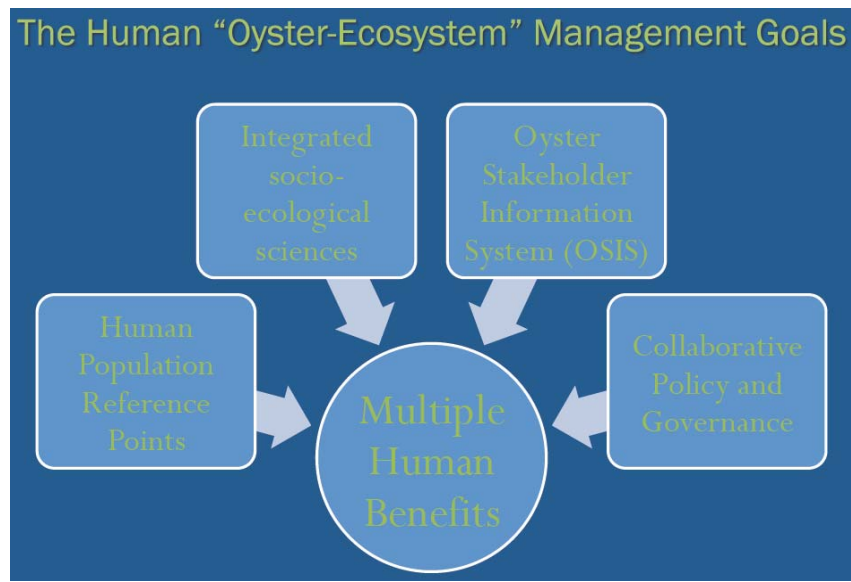 The Human “Oyster-Ecosystem” Management Goals
Integrated
socio-
ecological
sciences
Oyster
Stakeholder
Information
System (OSIS)
Human
Population
Reference
Points
Collaborative
Policy and
Governance
Multiple
Human
Benefits